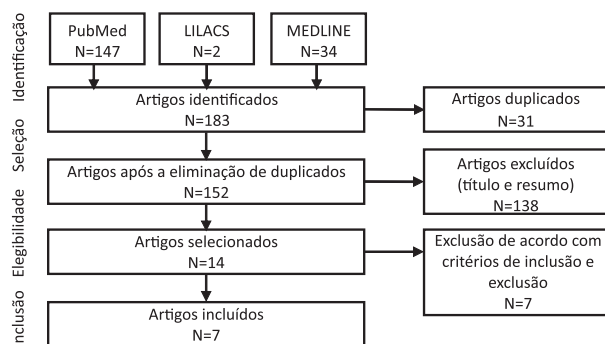 Identificação
PubMed
N=147
LILACS
N=2
MEDLINE
N=34
Artigos identificados
N=183
Artigos duplicados
N=31
Seleção
Artigos após a eliminação de duplicados
N=152
Artigos excluídos
(título e resumo)
N=138
Elegibilidade
Artigos selecionados
N=14
Exclusão de acordo com
critérios de inclusão e
exclusão
N=7
Inclusão
Artigos incluídos
N=7